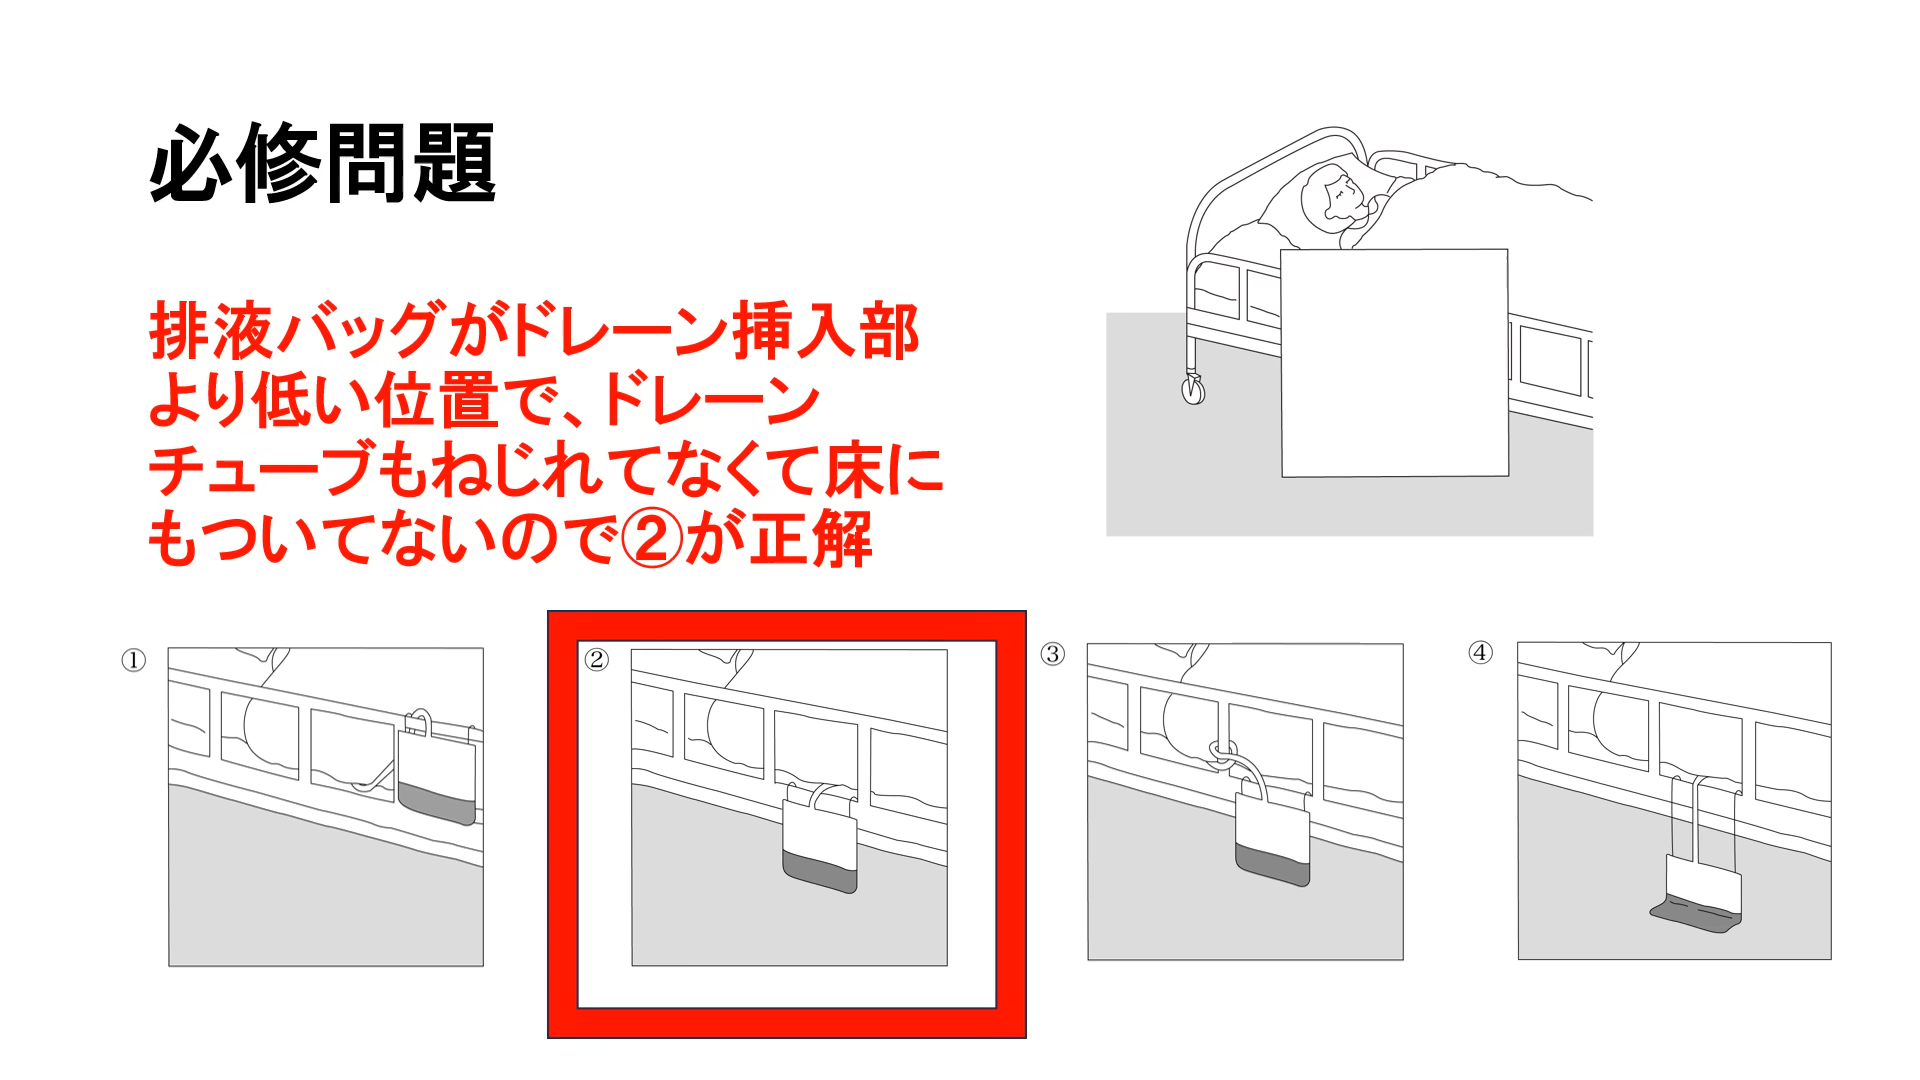 必修問題
排液バッグがドレーン挿入部
より低い位置で、ドレーン
チューブもねじれてなくて床に
もついてないので②が正解
①
②
③
④